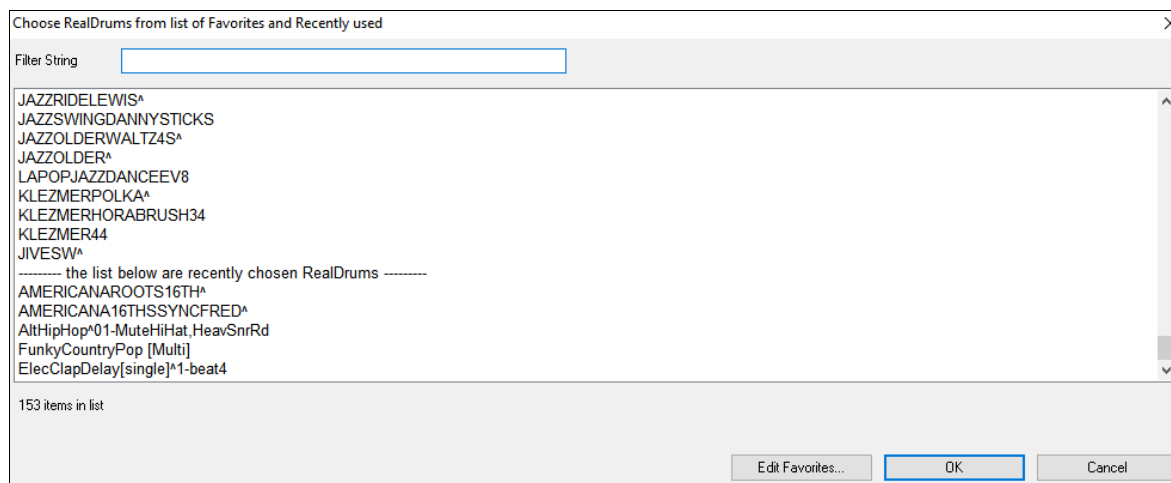 Choose RealDrums from list of Favorites and Recently used
Filter String
JAZZRIDELEWIS^
JAZZSWINGDANNYSTICKS
JAZZOLDERWALTZ4S^
JAZZOLDER^
LAPOPJAZZDANCEEV8
KLEZMERPOLKA^
KLEZMERHORABRUSH34
KLEZMER44
JIVESW^
--------- the list below are recently chosen RealDrums ---------
AMERICANAROOTS16TH^
AMERICANA16THSSYNCFRED^
AltHipHop^01-MuteHiHat,HeavSnrRd
FunkyCountryPop [Multi]
ElecClapDelay[single]^1-beat4
153 items in list
Edit Favorites... OK Cancel